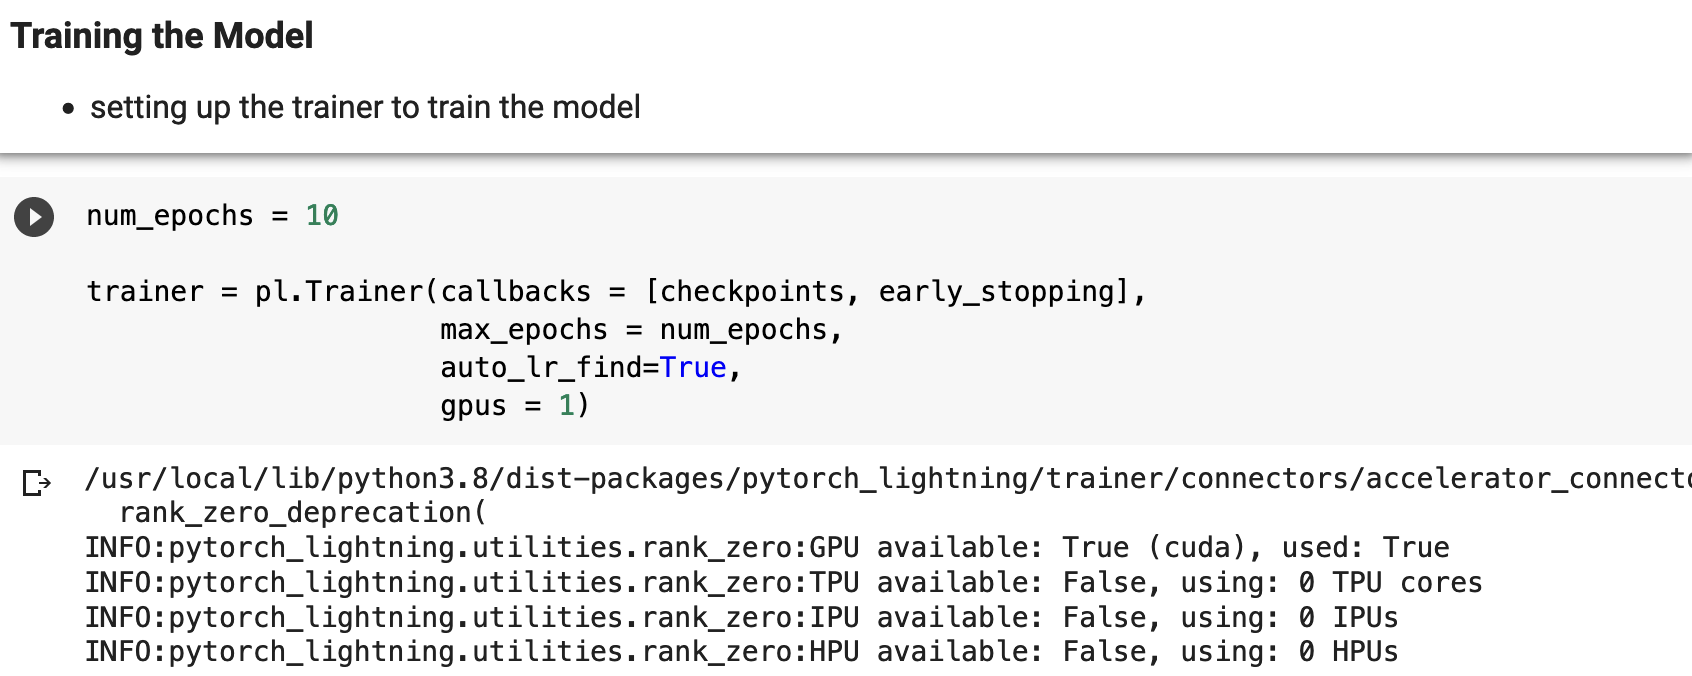 Training the Model
• setting up the trainer to train the model
num_epochs = 10
trainer = pl.Trainer(callbacks = [checkpoints, early_stopping],
max_epochs = num_epochs,
auto_lr_find=True,
gpus = 1)
/usr/local/lib/python3.8/dist-packages/pytorch_lightning/trainer/connectors/accelerator_connecto
rank_zero_deprecation(
INFO:pytorch_lightning.utilities.rank_zero:GPU available: True (cuda), used: True
INFO:pytorch_lightning.utilities.rank_zero:TPU available: False, using: 0 TPU cores
INFO:pytorch_lightning.utilities.rank_zero:IPU available: False, using: 0 IPUs
INFO:pytorch_lightning.utilities.rank_zero:HPU available: False, using: 0 HPUs